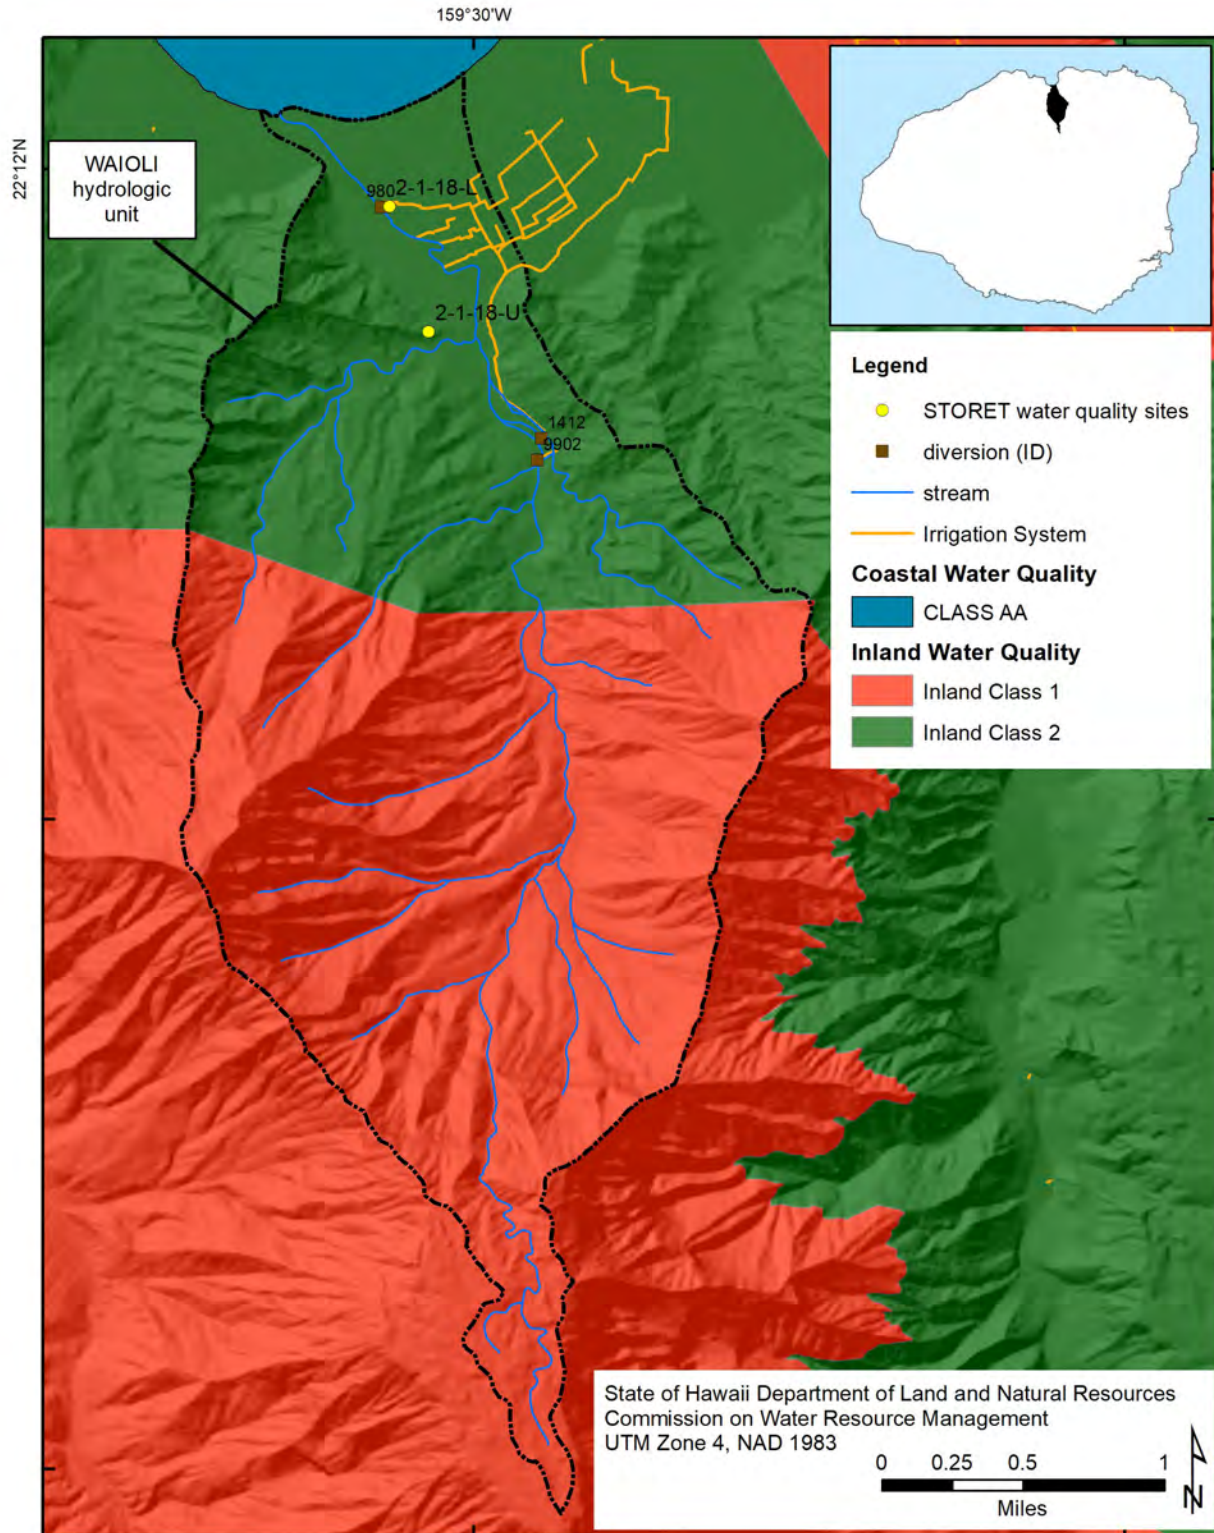 159°30'W
22°12'N
WAIOLI
hydrologic
unit
980
2-1-18-L
2-1-18-U
1412
9902
Legend
STORET water quality sites
diversion (ID)
stream
Irrigation System
Coastal Water Quality
CLASS AA
Inland Water Quality
Inland Class 1
Inland Class 2
State of Hawaii Department of Land and Natural Resources
Commission on Water Resource Management
UTM Zone 4, NAD 1983
0 0.25 0.5 1
Miles
N